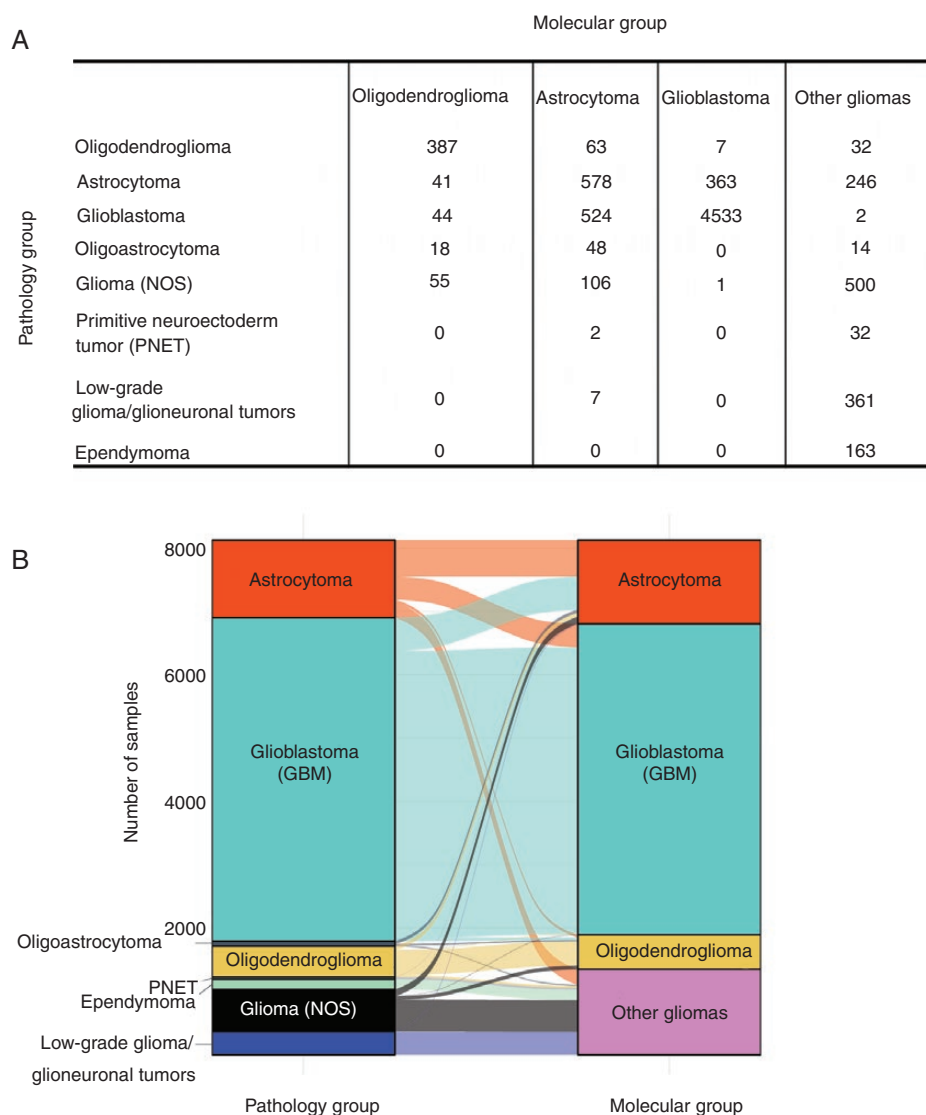 A
Molecular group
Oligodendroglioma Astrocytoma Glioblastoma Other gliomas
Pathology group
Oligodendroglioma 387 63 7 32
Astrocytoma 41 578 363 246
Glioblastoma 44 524 4533 2
Oligoastrocytoma 18 48 0 14
Glioma (NOS) 55 106 1 500
Primitive neuroectoderm
tumor (PNET) 0 2 0 32
Low-grade
glioma/glioneuronal tumors 0 7 0 361
Ependymoma 0 0 0 163
B
Number of samples
8000
6000
4000
2000
Astrocytoma
Glioblastoma
(GBM)
Oligoastrocytoma
Oligodendroglioma
PNET
Ependymoma
Glioma (NOS)
Low-grade glioma/
glioneuronal tumors
Astrocytoma
Glioblastoma
(GBM)
Oligodendroglioma
Other gliomas
Pathology group
Molecular group